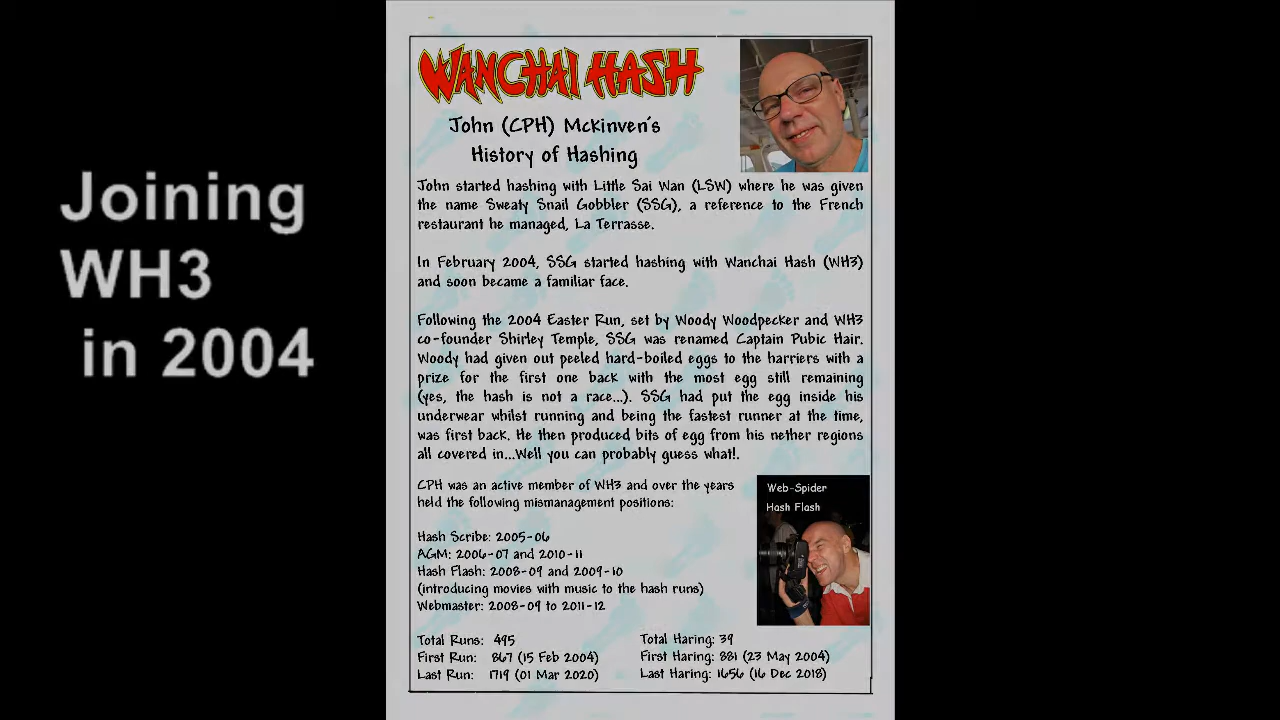 Joining
WH3
in 2004
WANCHAI HASH
John (CPH) McKinven's
History of Hashing
John started hashing with Little Sai Wan (LSW) where he was given
the name Sweaty Snail Gobbler (SSG), a reference to the French
restaurant he managed, La Terrasse.
In February 2004, SSG started hashing with Wanchai Hash (WH3)
and soon became a familiar face.
Following the 2004 Easter Run, set by Woody Woodpecker and WH3
co-founder Shirley Temple, SSG was renamed Captain Pubic Hair.
Woody had given out peeled hard-boiled eggs to the harriers with a
prize for the first one back with the most egg still remaining
(yes, the hash is not a race...). SSG had put the egg inside his
underwear whilst running and being the fastest runner at the time,
was first back. He then produced bits of egg from his nether regions
all covered in...Well you can probably guess what!.
CPH was an active member of WH3 and over the years
held the following mismanagement positions:
Web-Spider
Hash Flash
Hash Scribe: 2005-06
AGM: 2006-07 and 2010-11
Hash Flash: 2008-09 and 2009-10
(introducing movies with music to the hash runs)
Webmaster: 2008-09 to 2011-12
Total Runs: 495
First Run: 867 (15 Feb 2004)
Last Run: 1719 (01 Mar 2020)
Total Haring: 39
First Haring: 881 (23 May 2004)
Last Haring: 1656 (16 Dec 2018)